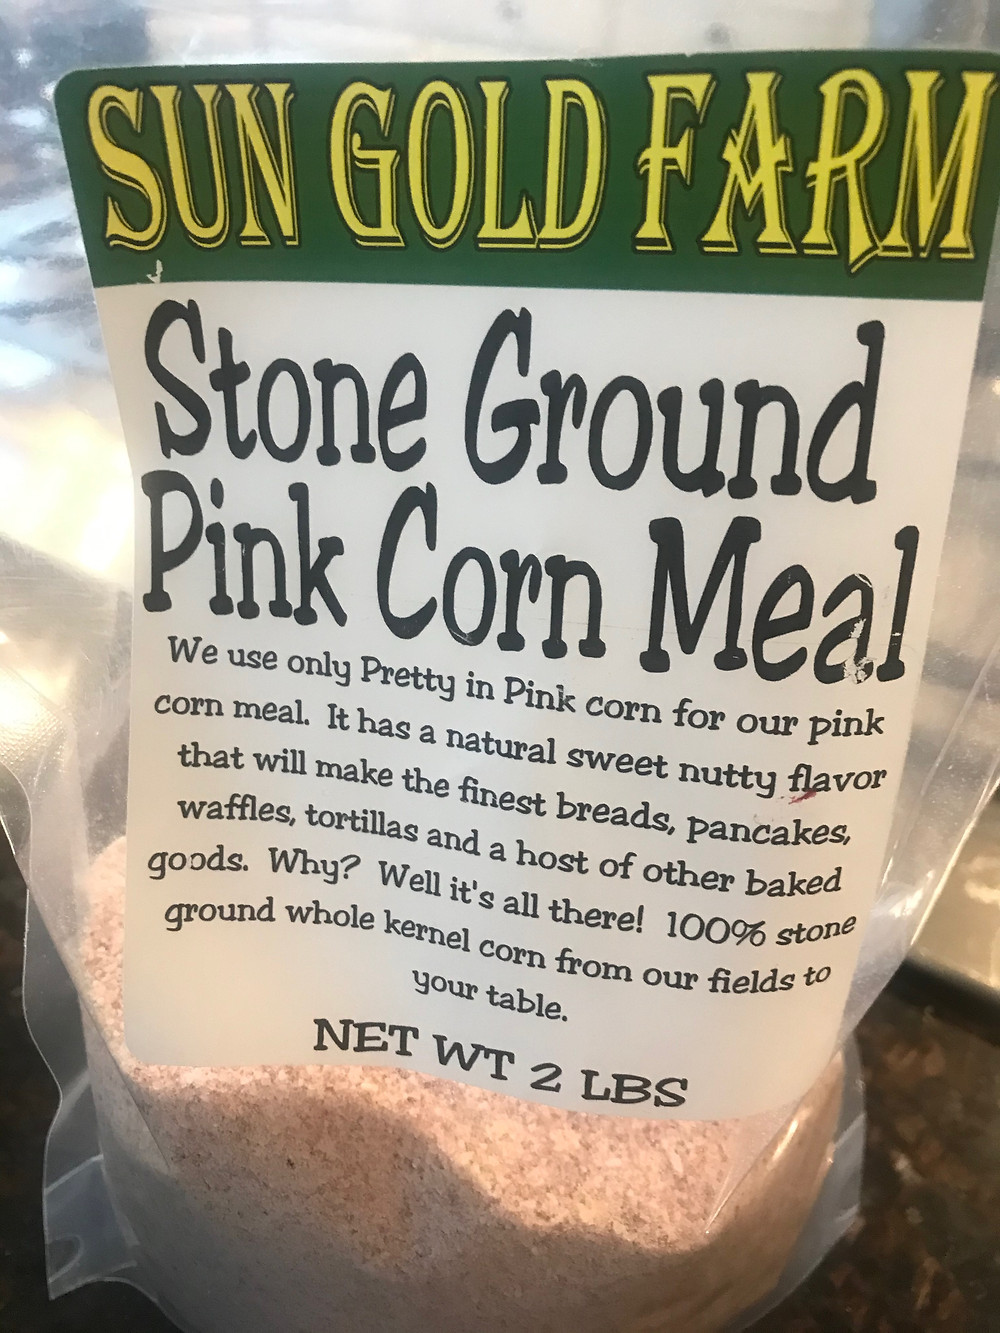 SUN GOLD FARM
Stone Ground
Pink Corn Meal
We use only Pretty in Pink corn for our pink
corn meal. It has a natural sweet nutty flavor
that will make the finest breads, pancakes,
waffles, tortillas and a host of other baked
goods. Why? Well it's all there! 100% stone
ground whole kernel corn from our fields to
your table.
NET WT 2 LBS